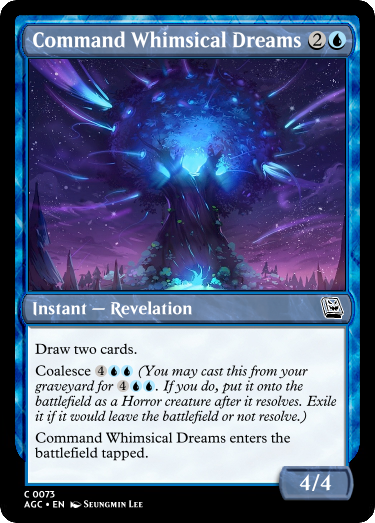 Command Whimsical Dreams 2
Instant — Revelation
Draw two cards.
Coalesce 4 (You may cast this from your
graveyard for 4. If you do, put it onto the
battlefield as a Horror creature after it resolves. Exile
it if it would leave the battlefield or not resolve.)
Command Whimsical Dreams enters the
battlefield tapped.
4/4
C 0073
AGC • EN Seungmin Lee